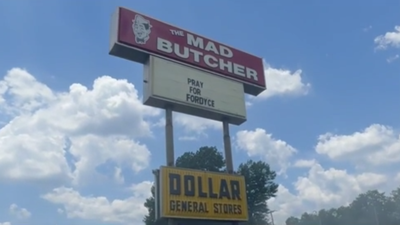 THE MAD
BUTCHER
PRAY
FOR
FORDYCE
DOLLAR
GENERAL STORES